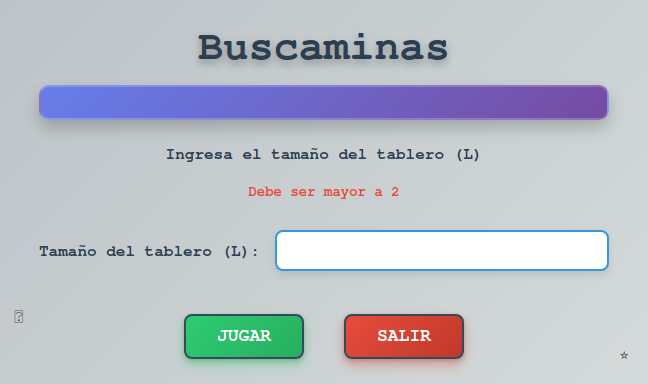 Buscaminas
Ingresa el tamaño del tablero (L)
Debe ser mayor a 2
Tamaño del tablero (L):
JUGAR
SALIR